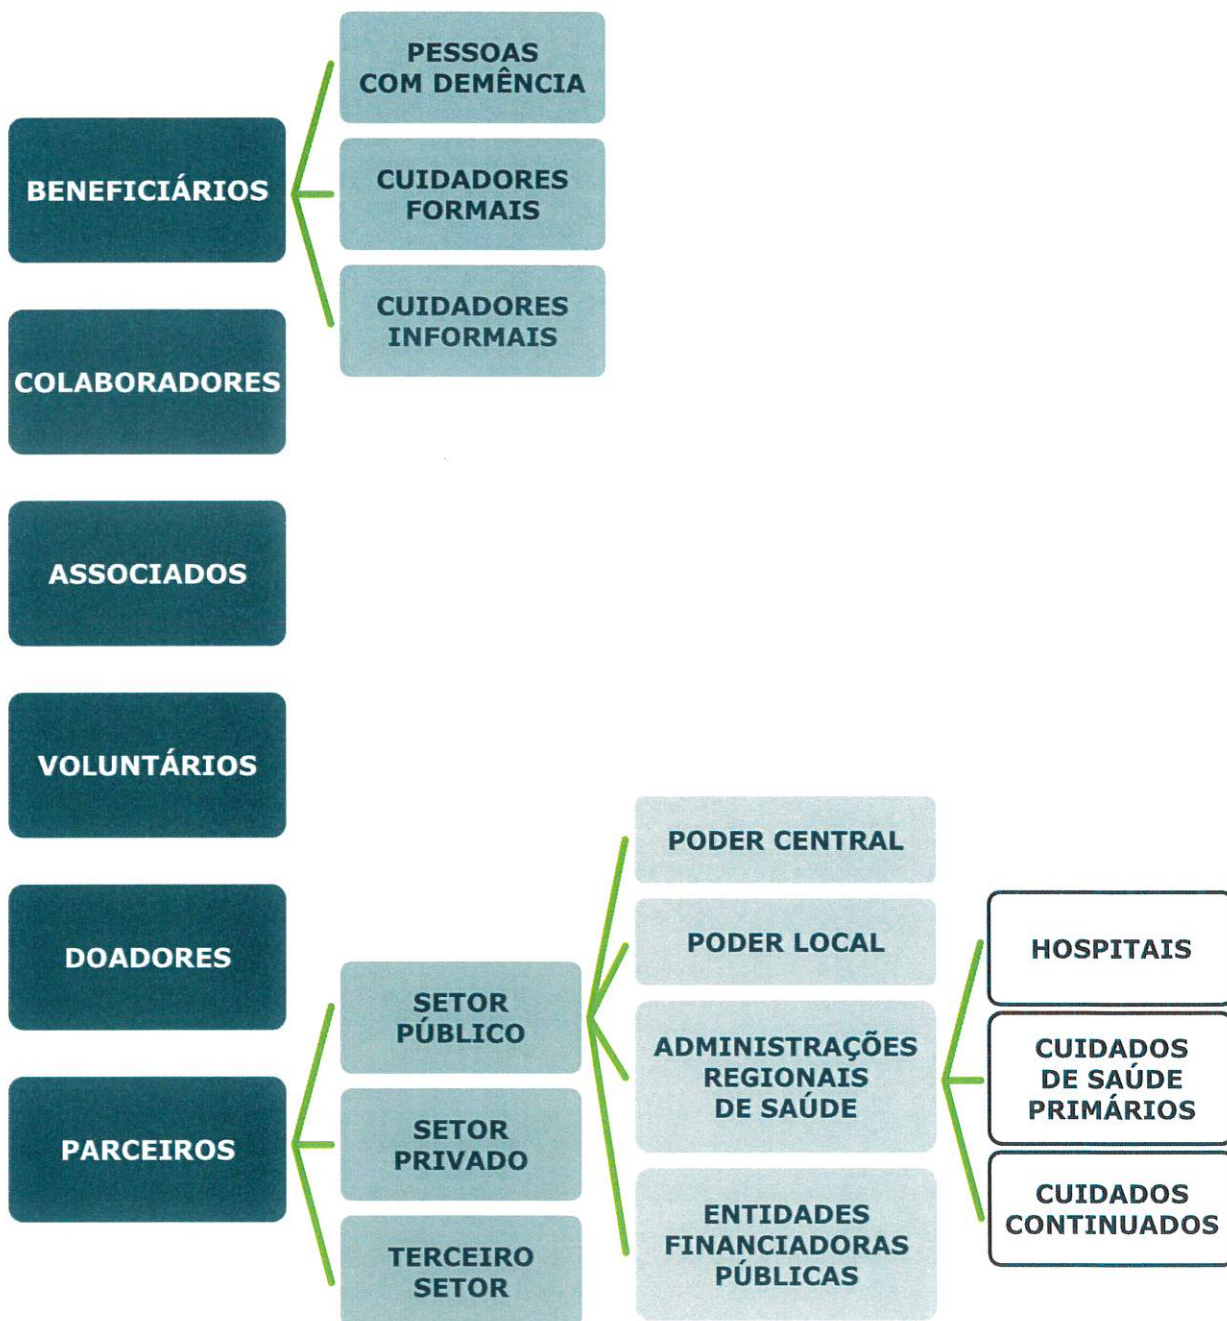 PESSOAS
COM DEMÊNCIA
BENEFICIÁRIOS
CUIDADORES
FORMAIS
CUIDADORES
INFORMAIS
COLABORADORES
ASSOCIADOS
VOLUNTÁRIOS
DOADORES
PARCEIROS
SETOR
PÚBLICO
SETOR
PRIVADO
TERCEIRO
SETOR
PODER CENTRAL
PODER LOCAL
ADMINISTRAÇÕES
REGIONAIS
DE SAÚDE
ENTIDADES
FINANCIADORAS
PÚBLICAS
HOSPITAIS
CUIDADOS
DE SAÚDE
PRIMÁRIOS
CUIDADOS
CONTINUADOS